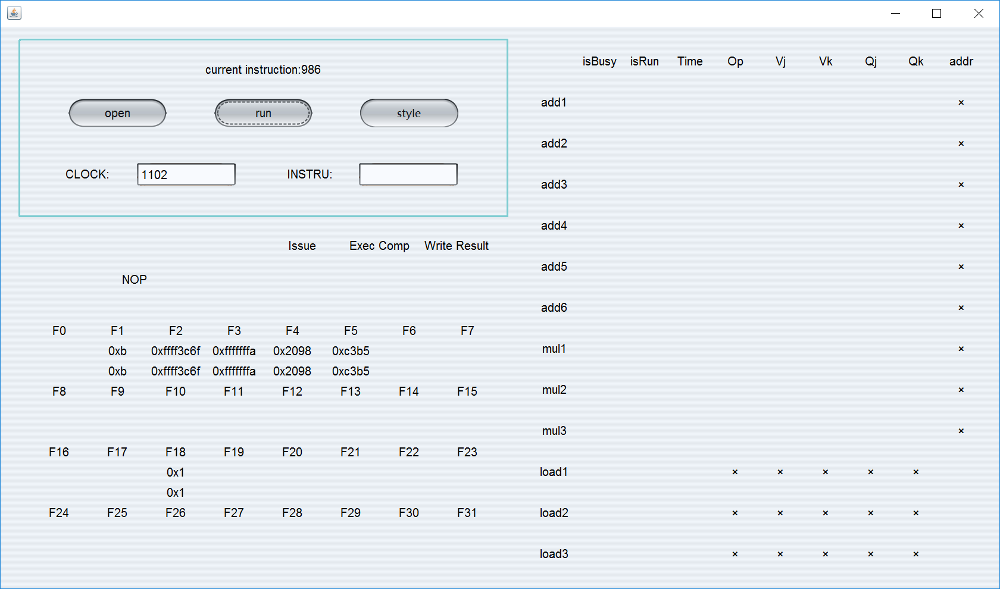 current instruction:986
open run style
CLOCK: 1102 INSTRU:
Issue Exec Comp Write Result
NOP
F0 F1 F2 F3 F4 F5 F6 F7
0xb 0xffff3c6f 0xfffffffa 0x2098 0xc3b5
0xb 0xffff3c6f 0xfffffffa 0x2098 0xc3b5
F8 F9 F10 F11 F12 F13 F14 F15
F16 F17 F18 F19 F20 F21 F22 F23
0x1
0x1
F24 F25 F26 F27 F28 F29 F30 F31
isBusy isRun Time Op Vj Vk Qj Qk addr
add1 ×
add2 ×
add3 ×
add4 ×
add5 ×
add6 ×
mul1 ×
mul2 ×
mul3 ×
load1 × × × × ×
load2 × × × × ×
load3 × × × × ×